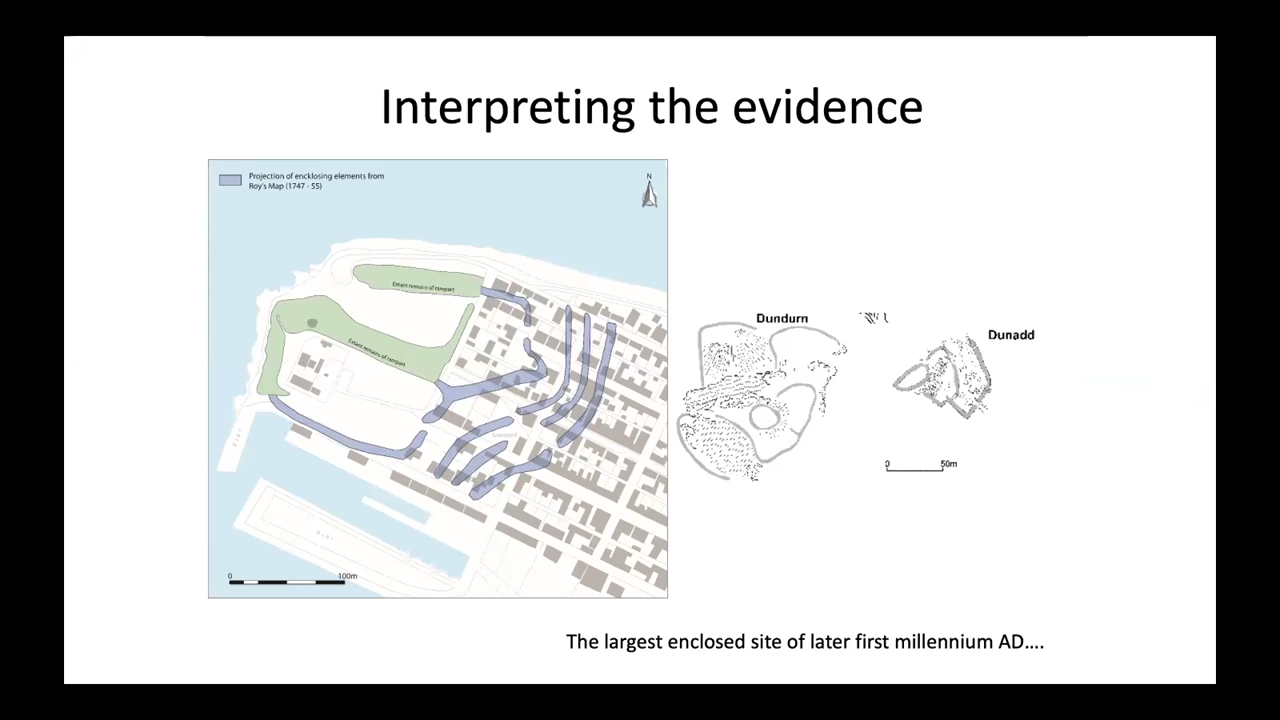 Interpreting the evidence
Projection of encklosing elements from
Roy's Map (1747 - 55)
N
Extant remains of rampart
Extant remains of rampart
Graveyard
0
100m
Dundurn
Dunadd
0
50m
The largest enclosed site of later first millennium AD....